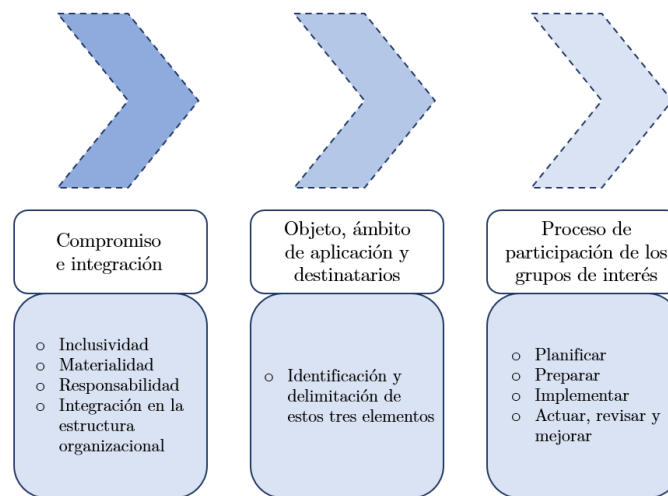 Compromiso
e integración
Objeto, ámbito
de aplicación y
destinatarios
Proceso de
participación de los
grupos de interés
o Inclusividad
o Materialidad
o Responsabilidad
o Integración en la
estructura
organizacional
o Identificación y
delimitación de
estos tres elementos
o Planificar
o Preparar
o Implementar
o Actuar, revisar y
mejorar